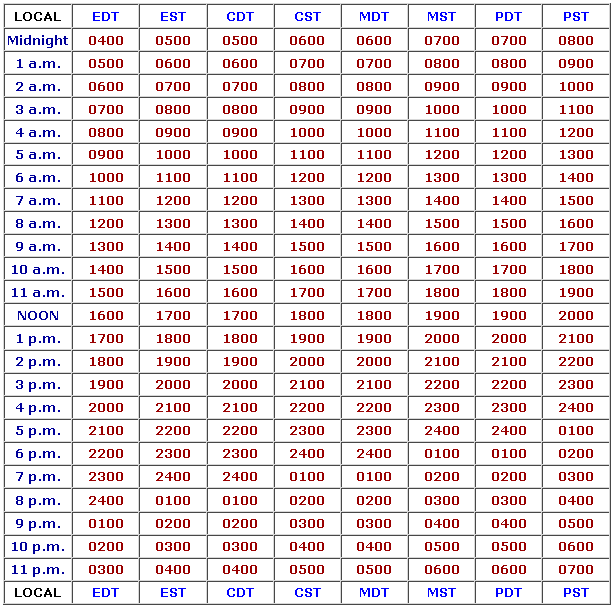 LOCAL EDT EST CDT CST MDT MST PDT PST
Midnight 0400 0500 0500 0600 0600 0700 0700 0800
1 a.m. 0500 0600 0600 0700 0700 0800 0800 0900
2 a.m. 0600 0700 0700 0800 0800 0900 0900 1000
3 a.m. 0700 0800 0800 0900 0900 1000 1000 1100
4 a.m. 0800 0900 0900 1000 1000 1100 1100 1200
5 a.m. 0900 1000 1000 1100 1100 1200 1200 1300
6 a.m. 1000 1100 1100 1200 1200 1300 1300 1400
7 a.m. 1100 1200 1200 1300 1300 1400 1400 1500
8 a.m. 1200 1300 1300 1400 1400 1500 1500 1600
9 a.m. 1300 1400 1400 1500 1500 1600 1600 1700
10 a.m. 1400 1500 1500 1600 1600 1700 1700 1800
11 a.m. 1500 1600 1600 1700 1700 1800 1800 1900
NOON 1600 1700 1700 1800 1800 1900 1900 2000
1 p.m. 1700 1800 1800 1900 1900 2000 2000 2100
2 p.m. 1800 1900 1900 2000 2000 2100 2100 2200
3 p.m. 1900 2000 2000 2100 2100 2200 2200 2300
4 p.m. 2000 2100 2100 2200 2200 2300 2300 2400
5 p.m. 2100 2200 2200 2300 2300 2400 2400 0100
6 p.m. 2200 2300 2300 2400 2400 0100 0100 0200
7 p.m. 2300 2400 2400 0100 0100 0200 0200 0300
8 p.m. 2400 0100 0100 0200 0200 0300 0300 0400
9 p.m. 0100 0200 0200 0300 0300 0400 0400 0500
10 p.m. 0200 0300 0300 0400 0400 0500 0500 0600
11 p.m. 0300 0400 0400 0500 0500 0600 0600 0700
LOCAL EDT EST CDT CST MDT MST PDT PST